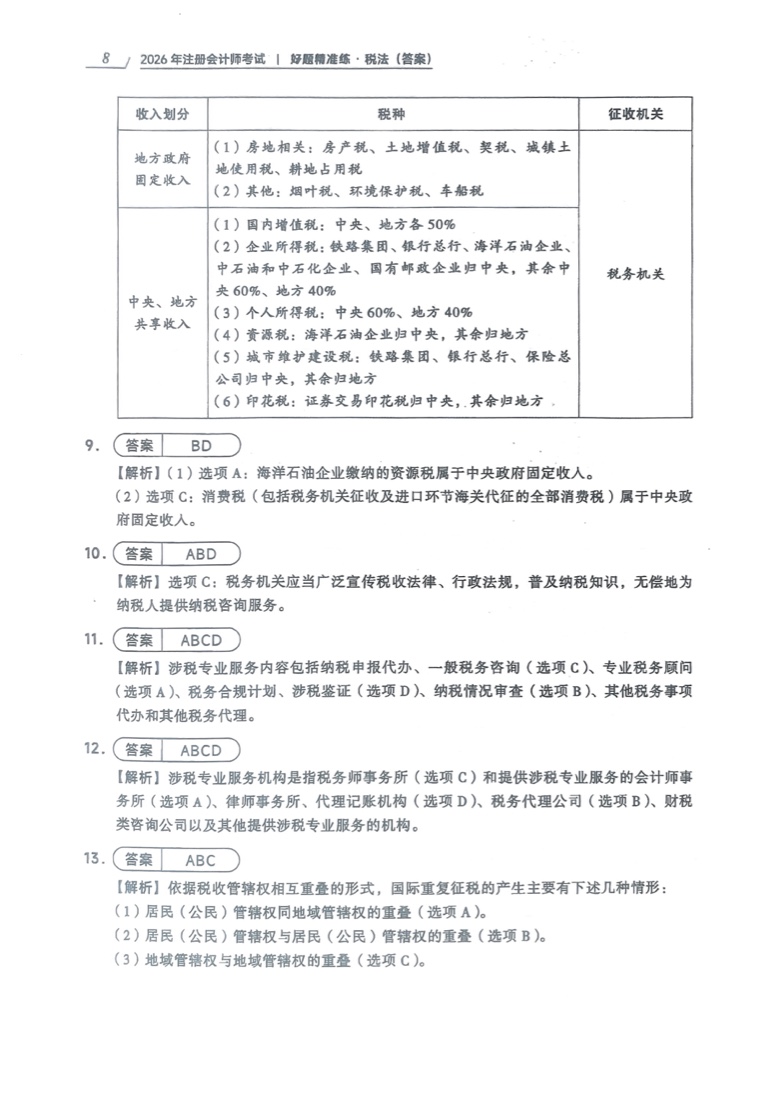 8 2026年注册会计师考试 | 好题精准练·税法（答案）
收入划分 税种 征收机关
地方政府
固定收入
（1）房地相关：房产税、土地增值税、契税、城镇土
地使用税、耕地占用税
（2）其他：烟叶税、环境保护税、车船税
中央、地方
共享收入
（1）国内增值税：中央、地方各50%
（2）企业所得税：铁路集团、银行总行、海洋石油企业、
中石油和中石化企业、国有邮政企业归中央，其余中
央60%、地方40%
（3）个人所得税：中央60%、地方40%
（4）资源税：海洋石油企业归中央，其余归地方
（5）城市维护建设税：铁路集团、银行总行、保险总
公司归中央，其余归地方
（6）印花税：证券交易印花税归中央，其余归地方
税务机关
9. 答案 BD
【解析】（1）选项A：海洋石油企业缴纳的资源税属于中央政府固定收入。
（2）选项C：消费税（包括税务机关征收及进口环节海关代征的全部消费税）属于中央政
府固定收入。
10. 答案 ABD
【解析】选项C：税务机关应当广泛宣传税收法律、行政法规，普及纳税知识，无偿地为
纳税人提供纳税咨询服务。
11. 答案 ABCD
【解析】涉税专业服务内容包括纳税申报代办、一般税务咨询（选项C）、专业税务顾问
（选项A）、税务合规计划、涉税鉴证（选项D）、纳税情况审查（选项B）、其他税务事项
代办和其他税务代理。
12. 答案 ABCD
【解析】涉税专业服务机构是指税务师事务所（选项C）和提供涉税专业服务的会计师事
务所（选项A）、律师事务所、代理记账机构（选项D）、税务代理公司（选项B）、财税
类咨询公司以及其他提供涉税专业服务的机构。
13. 答案 ABC
【解析】依据税收管辖权相互重叠的形式，国际重复征税的产生主要有下述几种情形：
（1）居民（公民）管辖权同地域管辖权的重叠（选项A）。
（2）居民（公民）管辖权与居民（公民）管辖权的重叠（选项B）。
（3）地域管辖权与地域管辖权的重叠（选项C）。